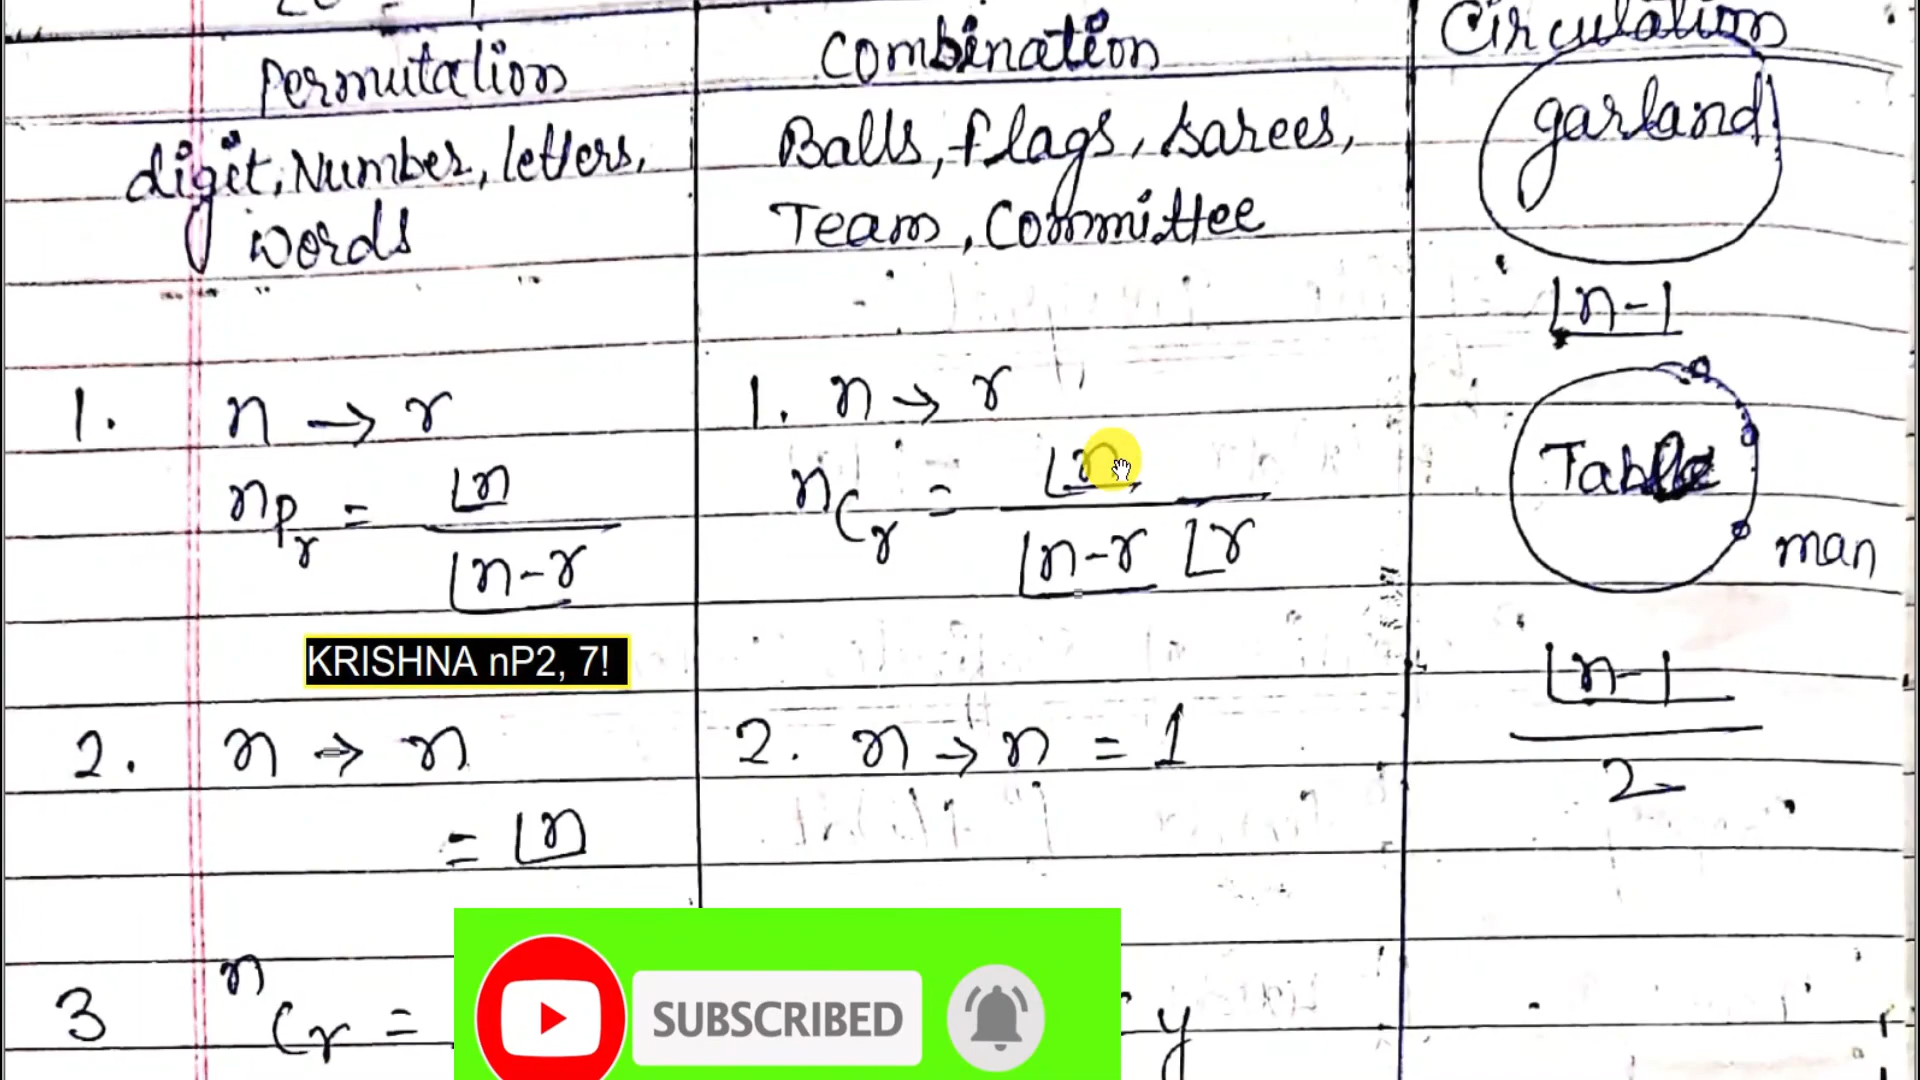 Permutation
digit, Number, letters,
words
1. n → r
nPr = ⌊n / ⌊n-r
KRISHNA nP2, 7!
2. n → n
= ⌊n
3 nCr =
Combination
Balls, flags, sarees,
Team, Committee
1. n → r
nCr = ⌊n / ⌊n-r ⌊r
2. n → n = 1
y
SUBSCRIBED
Circulation
garland
⌊n-1
Table
man
⌊n-1
2